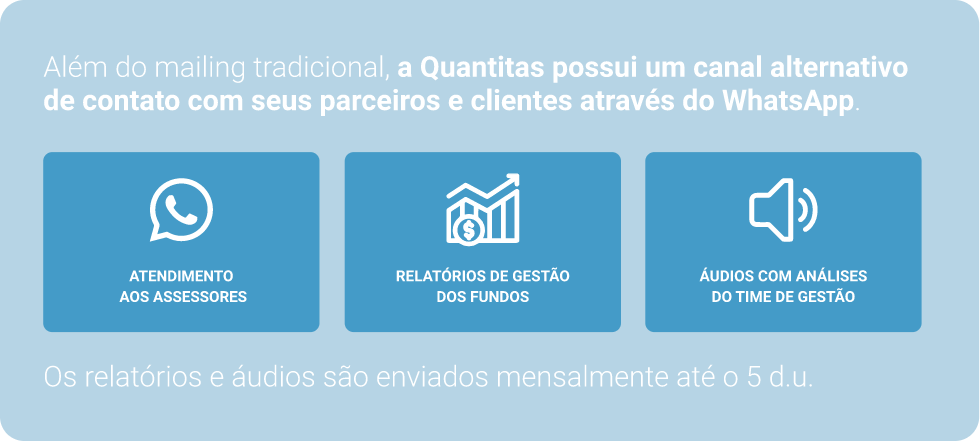 Além do mailing tradicional, a Quantitas possui um canal alternativo
de contato com seus parceiros e clientes através do WhatsApp.
ATENDIMENTO
AOS ASSESSORES
RELATÓRIOS DE GESTÃO
DOS FUNDOS
ÁUDIOS COM ANÁLISES
DO TIME DE GESTÃO
Os relatórios e áudios são enviados mensalmente até o 5 d.u.